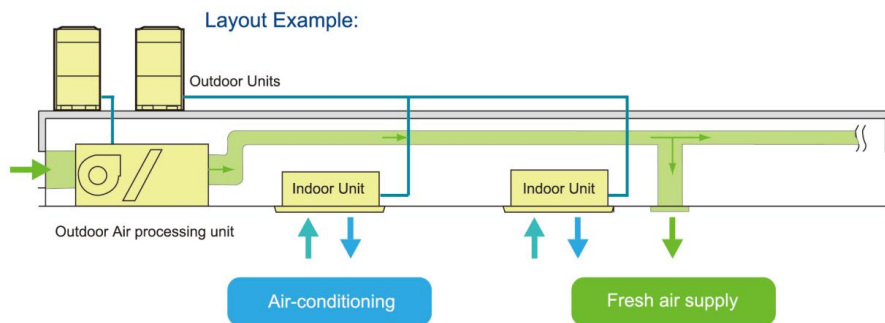 Layout Example:
Outdoor Units
Indoor Unit
Indoor Unit
Outdoor Air processing unit
Air-conditioning
Fresh air supply